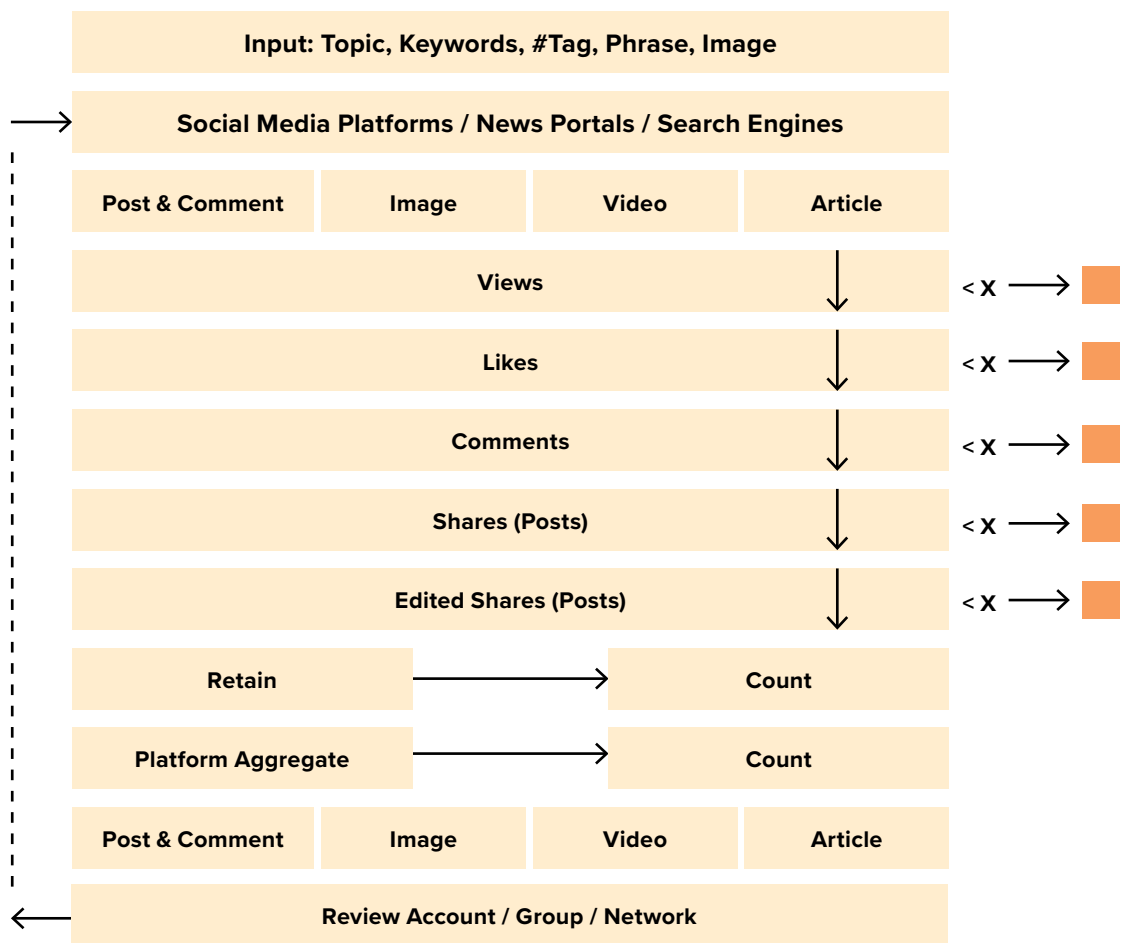 Input: Topic, Keywords, #Tag, Phrase, Image
Social Media Platforms / News Portals / Search Engines
Post & Comment
Image
Video
Article
Views
< X
Likes
< X
Comments
< X
Shares (Posts)
< X
Edited Shares (Posts)
< X
Retain
Count
Platform Aggregate
Count
Post & Comment
Image
Video
Article
Review Account / Group / Network